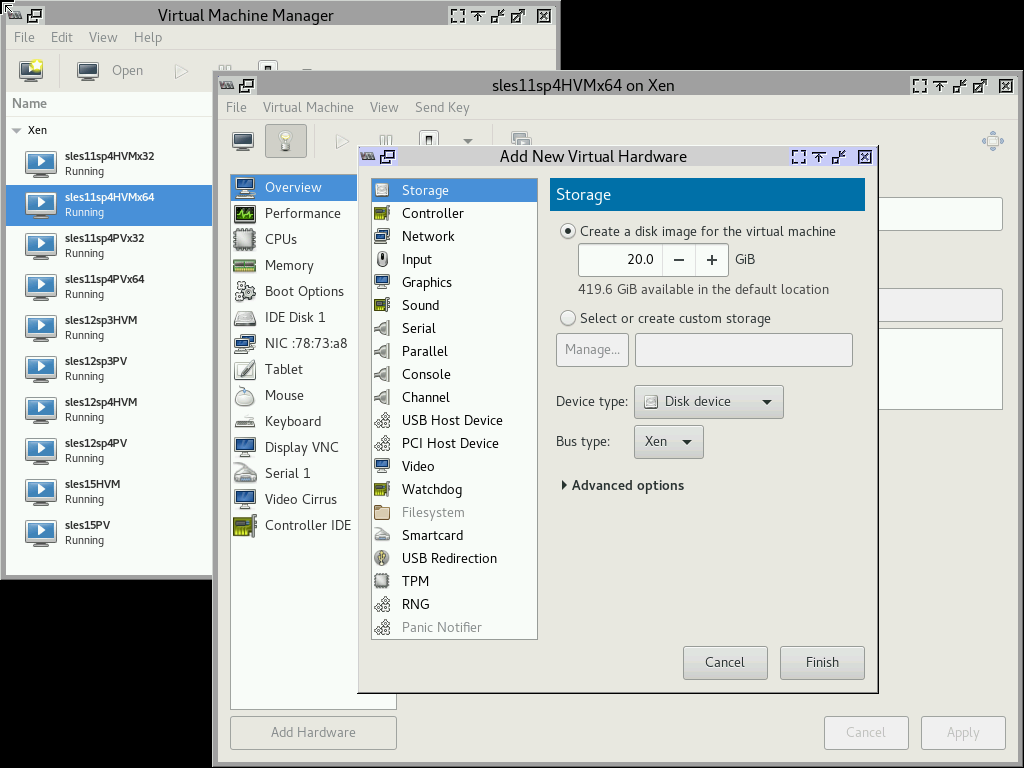 Virtual Machine Manager
File Edit View Help
Open
Name
Xen
sles11sp4HVMx32
Running
sles11sp4HVMx64
Running
sles11sp4PVx32
Running
sles11sp4PVx64
Running
sles12sp3HVM
Running
sles12sp3PV
Running
sles12sp4HVM
Running
sles12sp4PV
Running
sles15HVM
Running
sles15PV
Running
sles11sp4HVMx64 on Xen
File Virtual Machine View Send Key
Overview
Performance
CPUs
Memory
Boot Options
IDE Disk 1
NIC :78:73:a8
Tablet
Mouse
Keyboard
Display VNC
Serial 1
Video Cirrus
Controller IDE
Add Hardware
Cancel Apply
Add New Virtual Hardware
Storage
Controller
Network
Input
Graphics
Sound
Serial
Parallel
Console
Channel
USB Host Device
PCI Host Device
Video
Watchdog
Filesystem
Smartcard
USB Redirection
TPM
RNG
Panic Notifier
Storage
Create a disk image for the virtual machine
20.0 − + GiB
419.6 GiB available in the default location
Select or create custom storage
Manage...
Device type: Disk device
Bus type: Xen
Advanced options
Cancel Finish